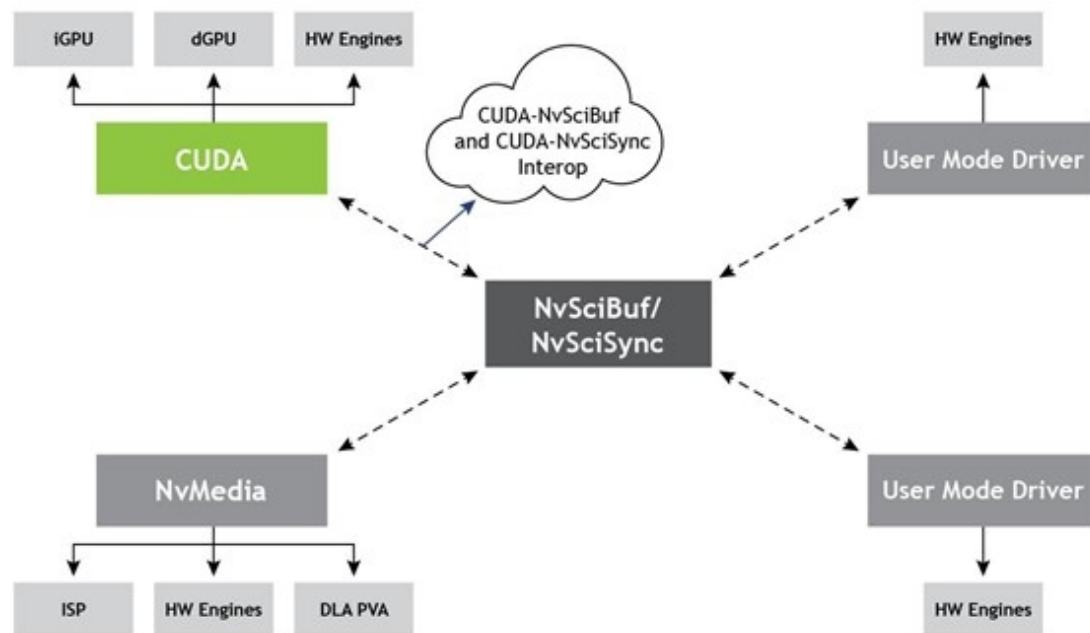 iGPU
dGPU
HW Engines
HW Engines
CUDA
CUDA-NvSciBuf
and CUDA-NvSciSync
Interop
User Mode Driver
NvSciBuf/
NvSciSync
NvMedia
User Mode Driver
ISP
HW Engines
DLA PVA
HW Engines